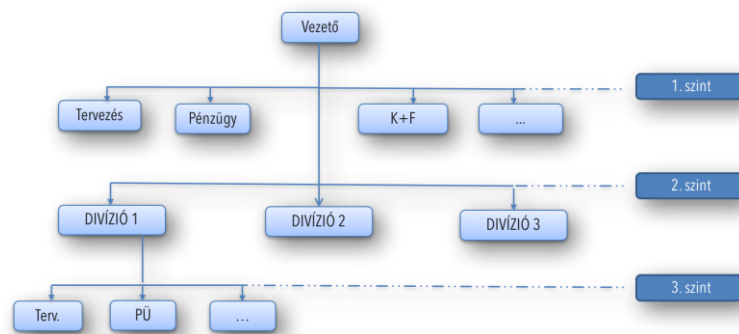 Vezető
1. szint
Tervezés
Pénzügy
K+F
...
2. szint
DIVÍZIÓ 1
DIVÍZIÓ 2
DIVÍZIÓ 3
3. szint
Terv.
PÜ
...